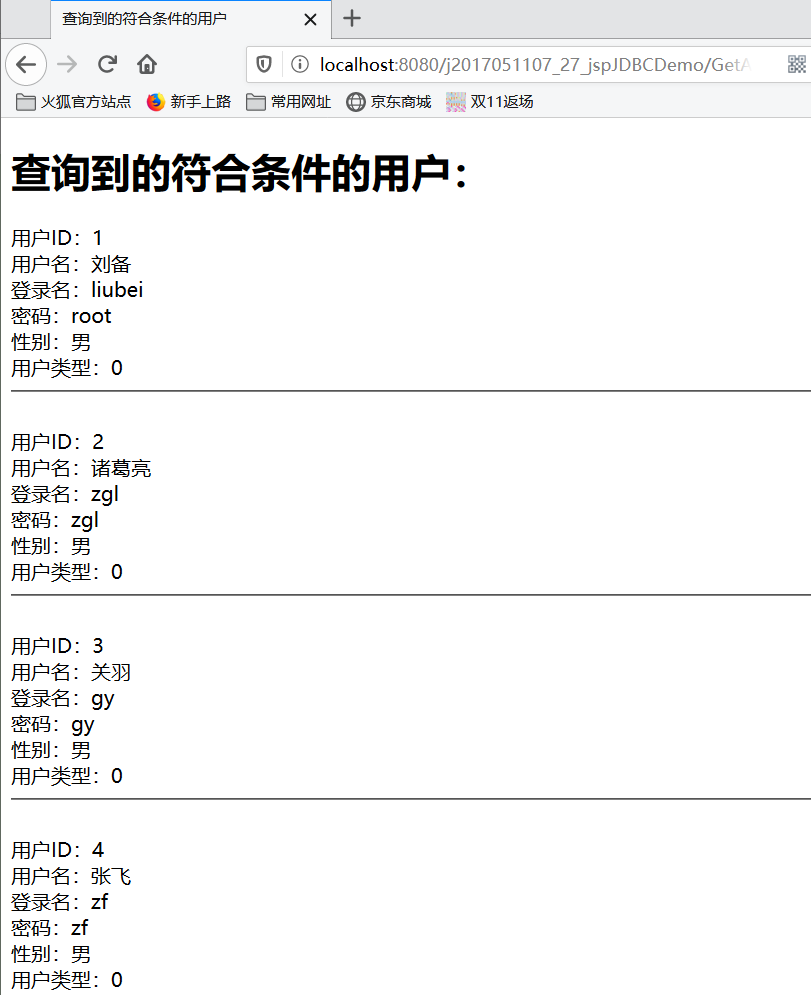 查询到的符合条件的用户
localhost:8080/j2017051107_27_jspJDBCDemo/GetA
火狐官方站点 新手上路 常用网址 京东商城 双11返场
查询到的符合条件的用户：
用户ID：1
用户名：刘备
登录名：liubei
密码：root
性别：男
用户类型：0
用户ID：2
用户名：诸葛亮
登录名：zgl
密码：zgl
性别：男
用户类型：0
用户ID：3
用户名：关羽
登录名：gy
密码：gy
性别：男
用户类型：0
用户ID：4
用户名：张飞
登录名：zf
密码：zf
性别：男
用户类型：0